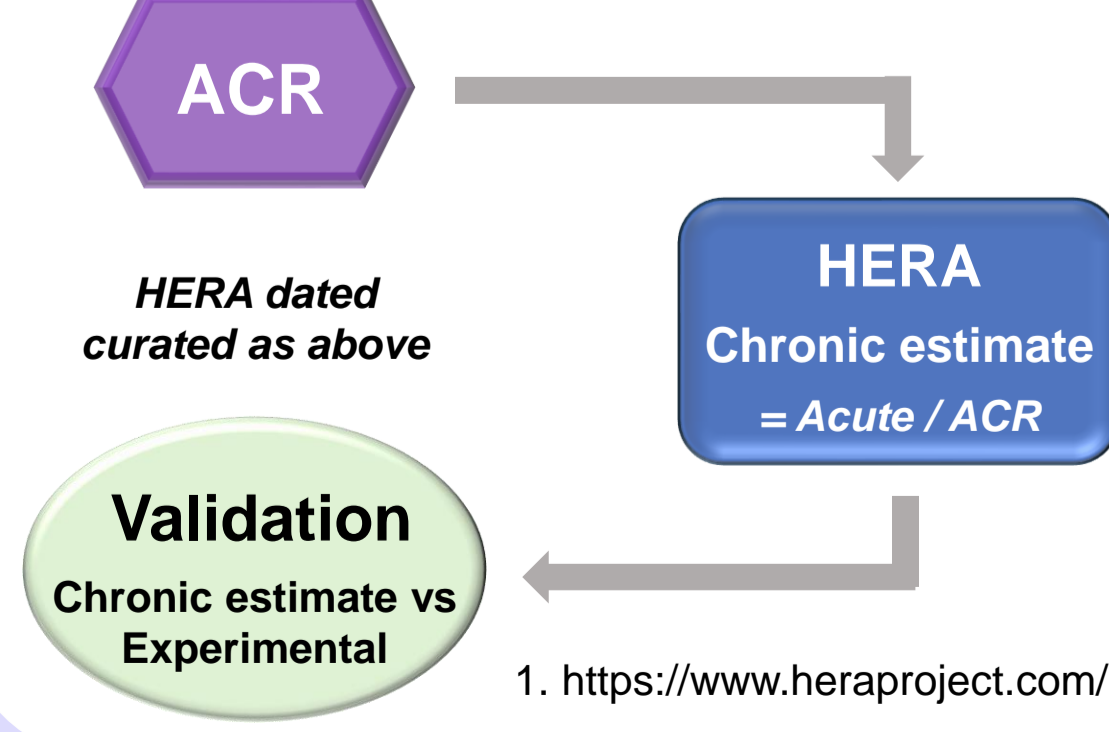 ACR
HERA dated
curated as above
HERA
Chronic estimate
= Acute / ACR
Validation
Chronic estimate vs
Experimental
1. https://www.heraproject.com/